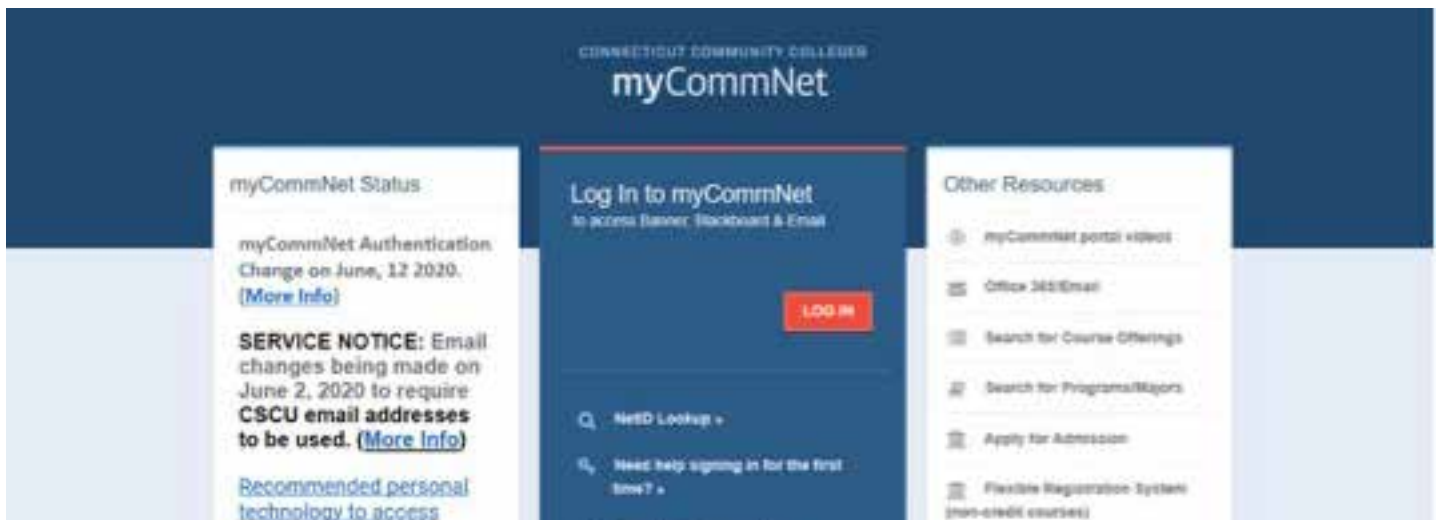 CONNECTICUT COMMUNITY COLLEGES
myCommNet
myCommNet Status
myCommNet Authentication
Change on June, 12 2020.
(More Info)
SERVICE NOTICE: Email
changes being made on
June 2, 2020 to require
CSCU email addresses
to be used. (More Info)
Recommended personal
technology to access
Log In to myCommNet
to access Banner, Blackboard & Email
LOG IN
NetID Lookup »
Need help signing in for the first
time? »
Other Resources
myCommNet portal videos
Office 365/Email
Search for Course Offerings
Search for Programs/Majors
Apply for Admission
Flexible Registration System
(non-credit courses)